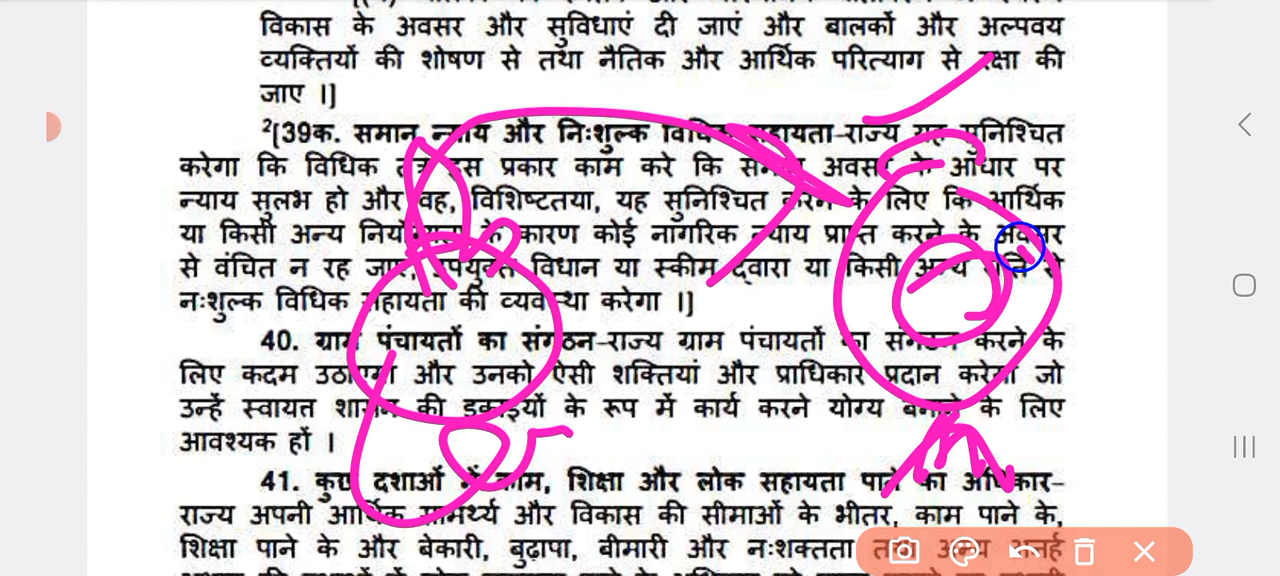 विकास के अवसर और सुविधाएं दी जाएं और बालकों और अल्पवय
व्यक्तियों की शोषण से तथा नैतिक और आर्थिक परित्याग से रक्षा की
जाए ।]
²[39क. समान न्याय और निःशुल्क विधिक सहायता–राज्य यह सुनिश्चित
करेगा कि विधिक तंत्र इस प्रकार काम करे कि समान अवसर के आधार पर
न्याय सुलभ हो और वह, विशिष्टतया, यह सुनिश्चित करने के लिए कि आर्थिक
या किसी अन्य निर्योग्यता के कारण कोई नागरिक न्याय प्राप्त करने के अवसर
से वंचित न रह जाए, उपयुक्त विधान या स्कीम द्वारा या किसी अन्य रीति से
नःशुल्क विधिक सहायता की व्यवस्था करेगा ।]
40. ग्राम पंचायतों का संगठन–राज्य ग्राम पंचायतों का संगठन करने के
लिए कदम उठाएगा और उनको ऐसी शक्तियां और प्राधिकार प्रदान करेगा जो
उन्हें स्वायत शासन की इकाइयों के रूप में कार्य करने योग्य बनाने के लिए
आवश्यक हों ।
41. कुछ दशाओं में काम, शिक्षा और लोक सहायता पाने का अधिकार–
राज्य अपनी आर्थिक सामर्थ्य और विकास की सीमाओं के भीतर, काम पाने के,
शिक्षा पाने के और बेकारी, बुढ़ापा, बीमारी और नःशक्तता तथा अन्य अनर्ह